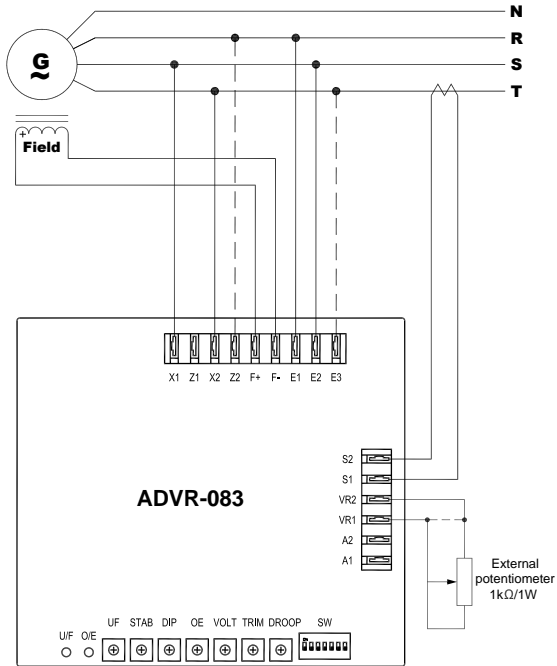 N
R
G
~
S
T
+
Field
X1 Z1 X2 Z2 F+ F- E1 E2 E3
S2
S1
VR2
ADVR-083
VR1
A2
A1
External
potentiometer
1kΩ/1W
UF STAB DIP OE VOLT TRIM DROOP SW
U/F O/E
ON